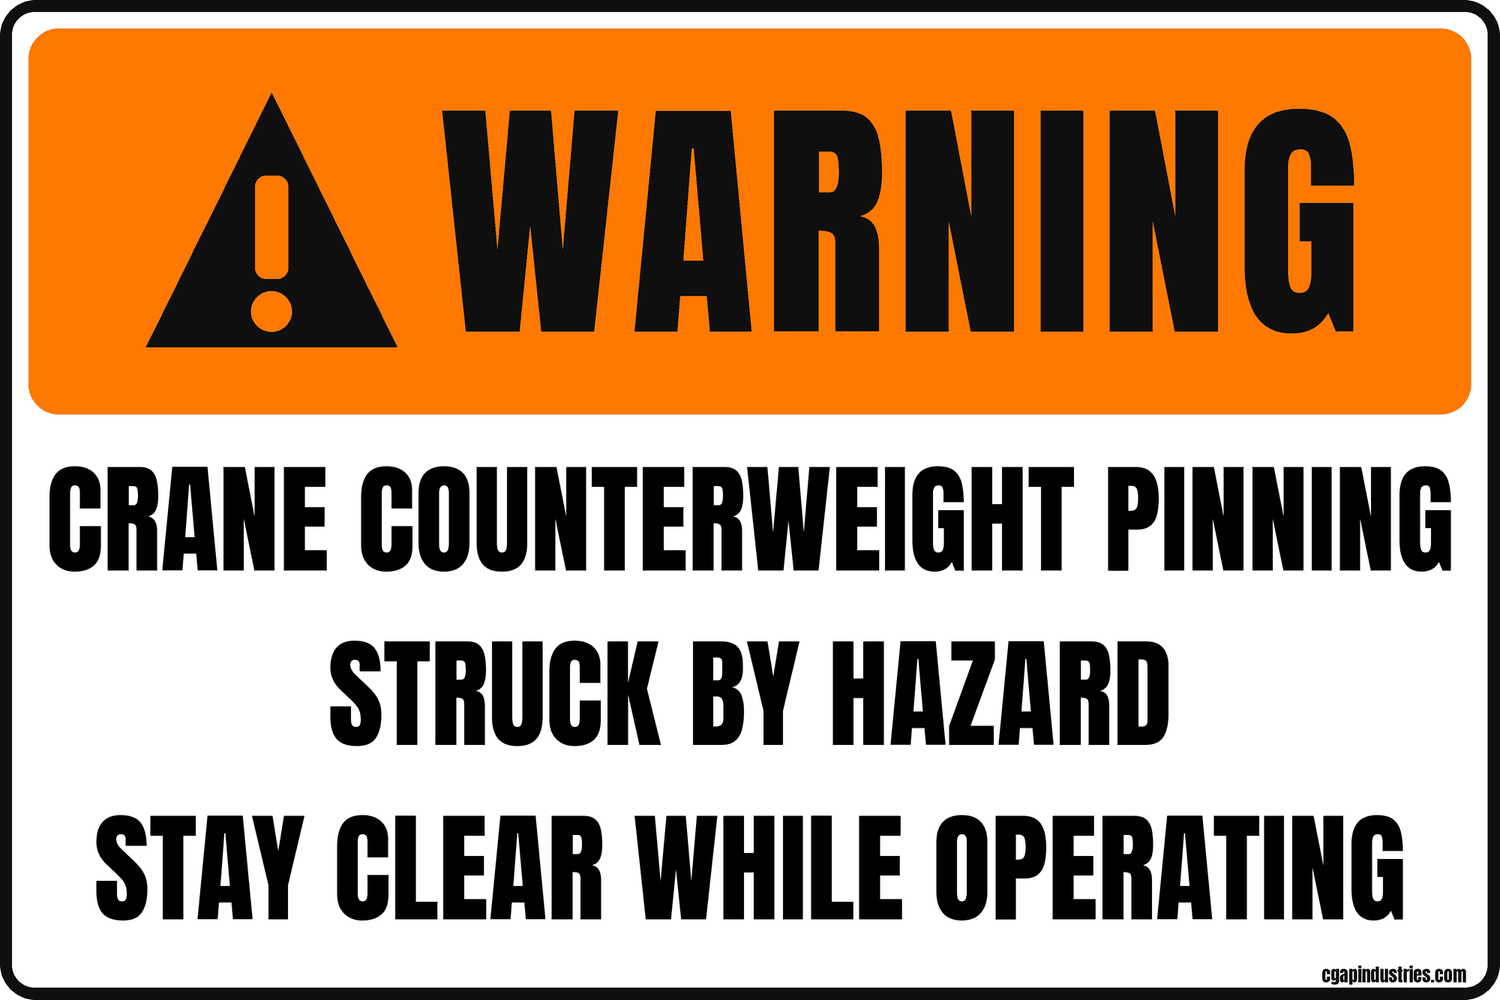 WARNING
CRANE COUNTERWEIGHT PINNING
STRUCK BY HAZARD
STAY CLEAR WHILE OPERATING
cgapindustries.com